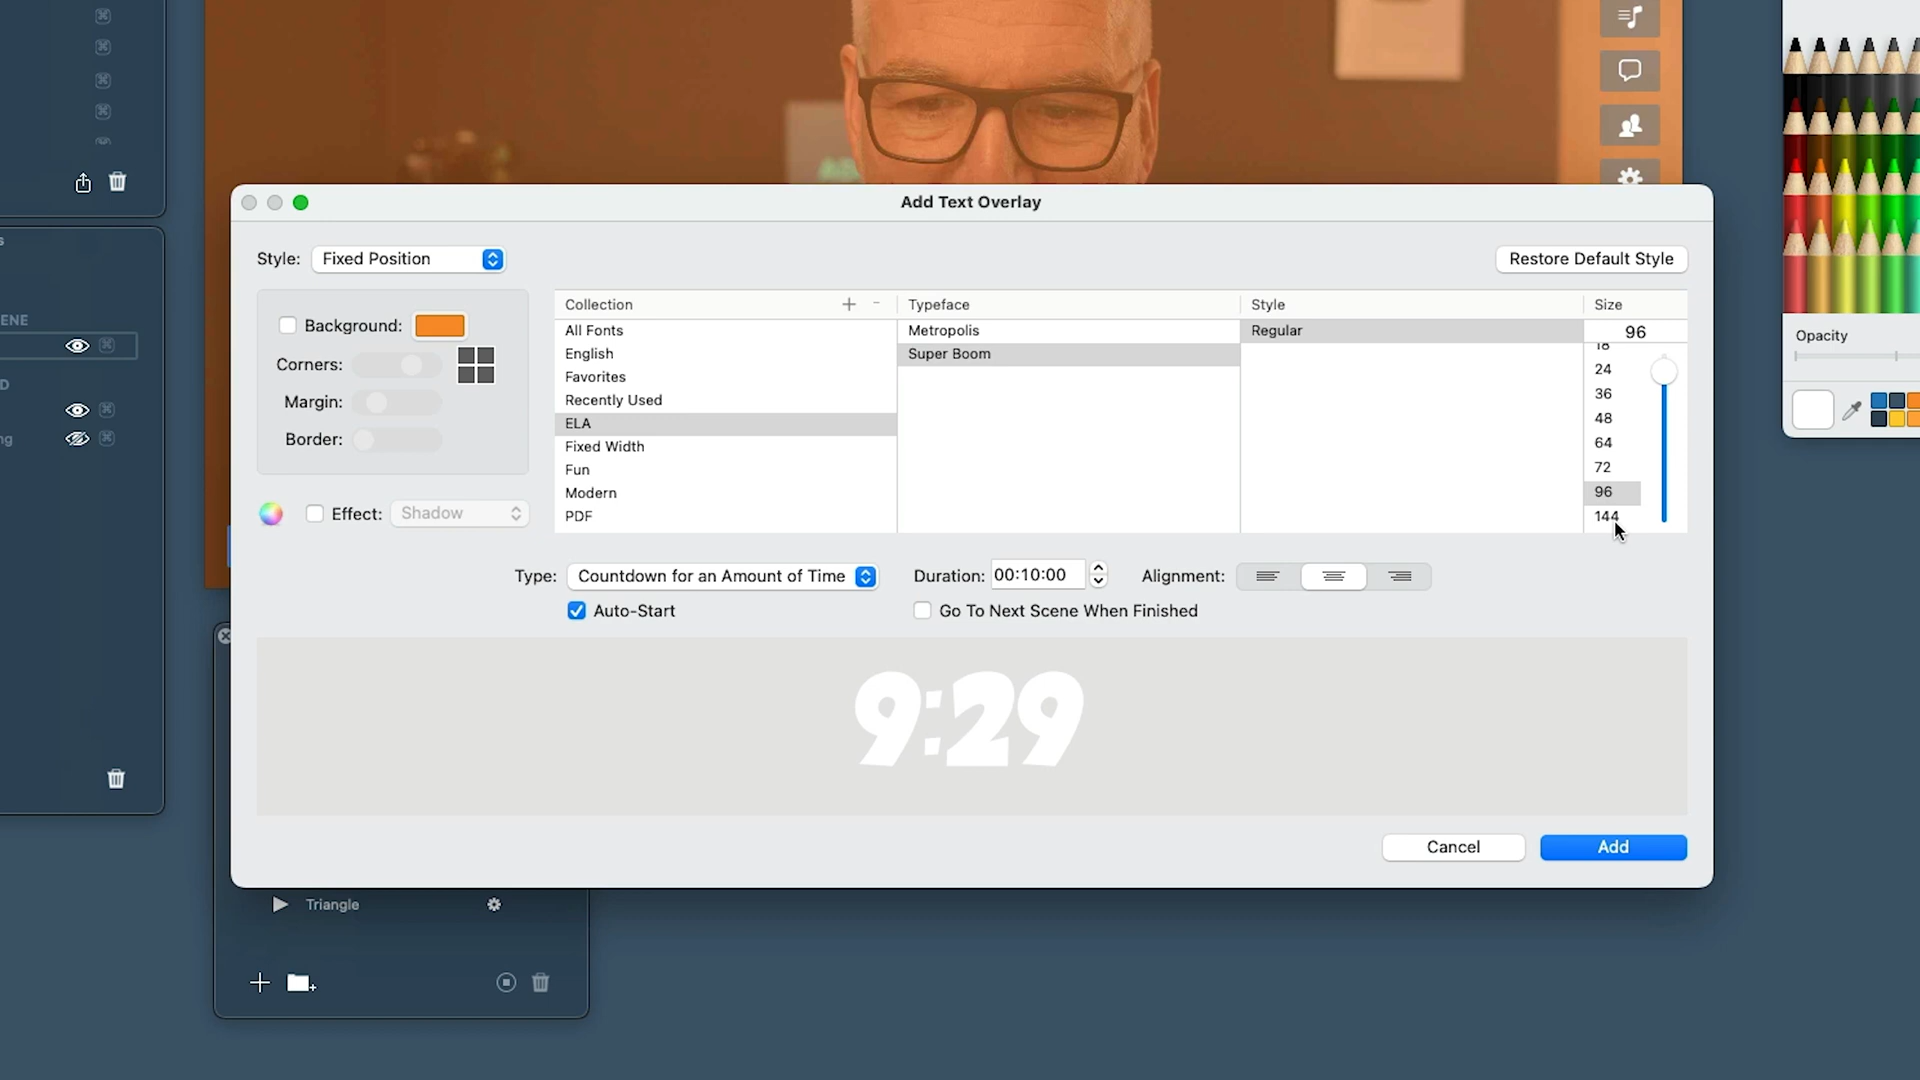 Add Text Overlay
Style: Fixed Position
Restore Default Style
Background:
Corners:
Margin:
Border:
Effect: Shadow
Collection + -
All Fonts
English
Favorites
Recently Used
ELA
Fixed Width
Fun
Modern
PDF
Typeface
Metropolis
Super Boom
Style
Regular
Size
96
18
24
36
48
64
72
96
144
Type: Countdown for an Amount of Time
Duration: 00:10:00
Alignment:
Auto-Start
Go To Next Scene When Finished
9:29
Cancel
Add
s
ENE
D
ng
Triangle
Opacity